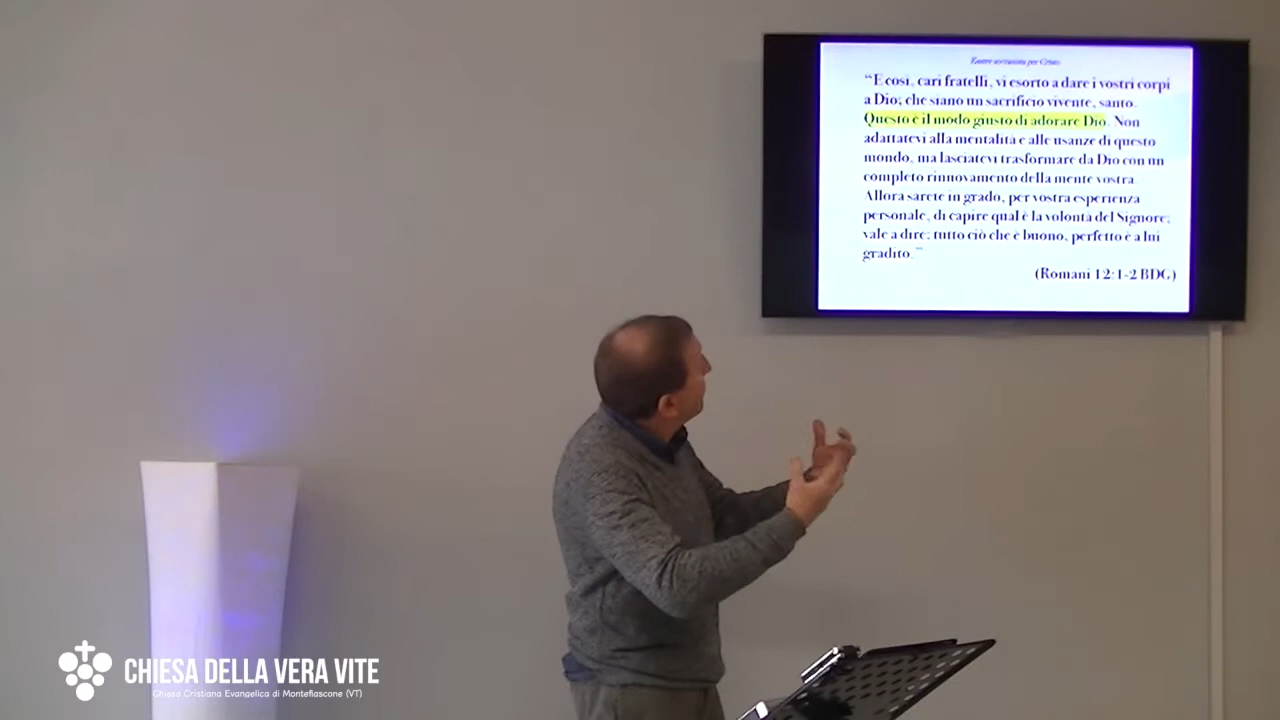 Essere sovranista per Cristo
“E così, cari fratelli, vi esorto a dare i vostri corpi
a Dio; che siano un sacrificio vivente, santo.
Questo è il modo giusto di adorare Dio. Non
adattatevi alla mentalità e alle usanze di questo
mondo, ma lasciatevi trasformare da Dio con un
completo rinnovamento della mente vostra.
Allora sarete in grado, per vostra esperienza
personale, di capire qual è la volontà del Signore;
vale a dire: tutto ciò che è buono, perfetto e a lui
gradito.”
(Romani 12:1-2 BDG)
CHIESA DELLA VERA VITE
Chiesa Cristiana Evangelica di Montefiascone (VT)